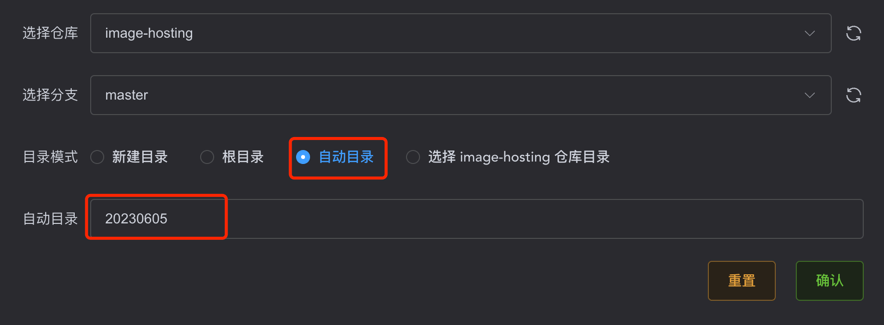 选择仓库 image-hosting
选择分支 master
目录模式 新建目录 根目录 自动目录 选择 image-hosting 仓库目录
自动目录 20230605
重置 确认